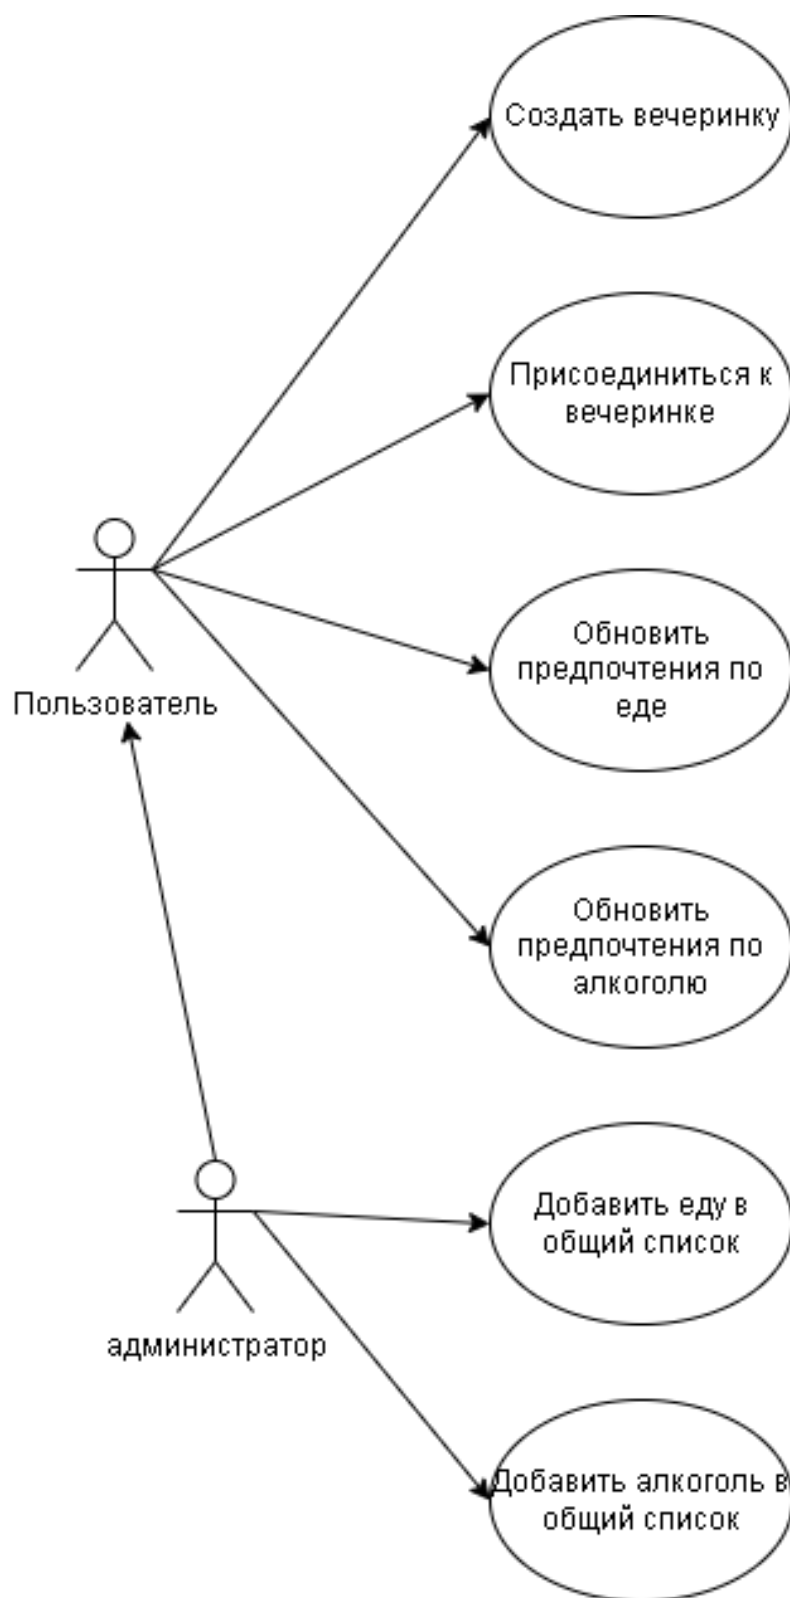 Создать вечеринку
Присоединиться к
вечеринке
Обновить
предпочтения по
еде
Пользователь
Обновить
предпочтения по
алкоголю
Добавить еду в
общий список
администратор
Добавить алкоголь в
общий список